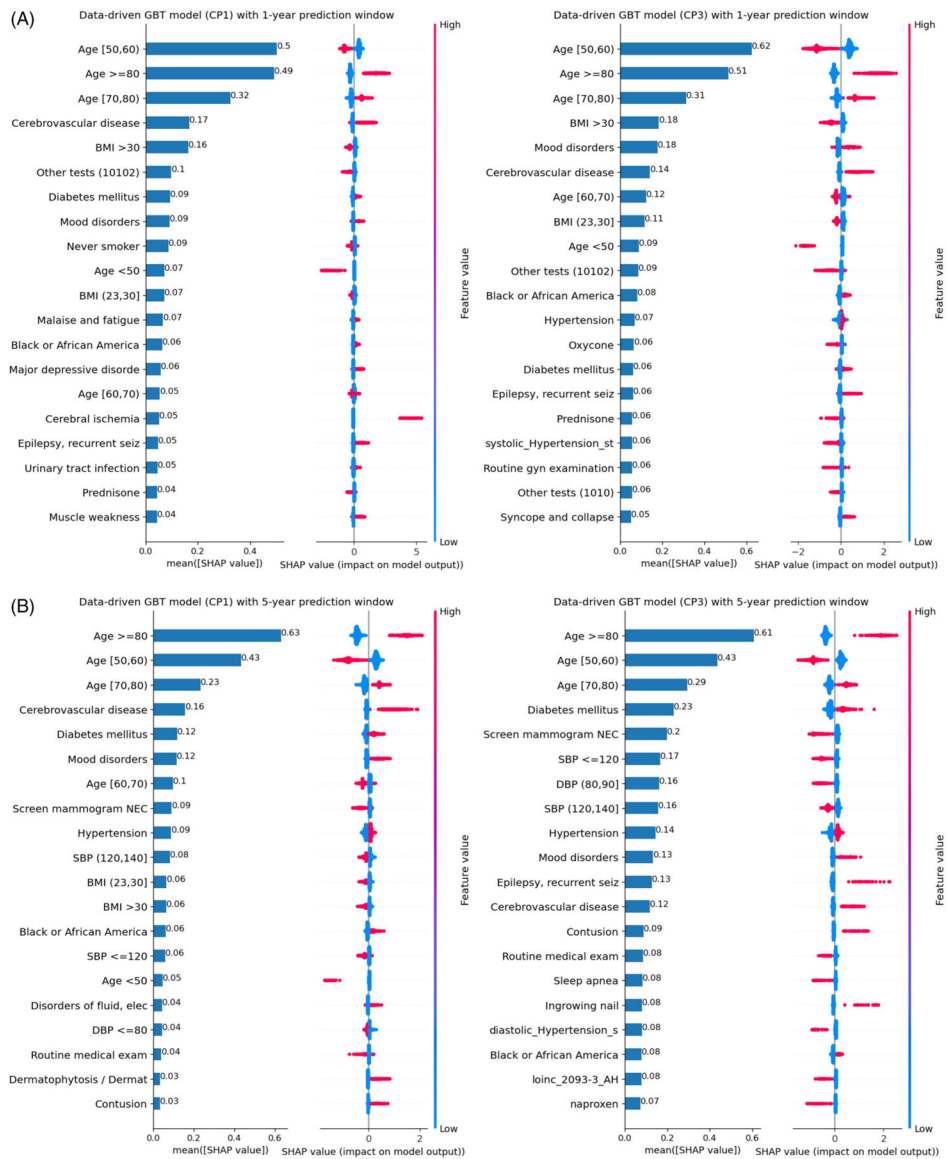 (A)
Data-driven GBT model (CP1) with 1-year prediction window
Age [50,60) 0.5
Age >=80 0.49
Age [70,80) 0.32
Cerebrovascular disease 0.17
BMI >30 0.16
Other tests (10102) 0.1
Diabetes mellitus 0.09
Mood disorders 0.09
Never smoker 0.09
Age <50 0.07
BMI (23,30] 0.07
Malaise and fatigue 0.07
Black or African America 0.06
Major depressive disorde 0.06
Age [60,70) 0.05
Cerebral ischemia 0.05
Epilepsy, recurrent seiz 0.05
Urinary tract infection 0.05
Prednisone 0.04
Muscle weakness 0.04
0.0 0.2 0.4
mean([SHAP value])
0 5
SHAP value (impact on model output))
High
Feature value
Low
Data-driven GBT model (CP3) with 1-year prediction window
Age [50,60) 0.62
Age >=80 0.51
Age [70,80) 0.31
BMI >30 0.18
Mood disorders 0.18
Cerebrovascular disease 0.14
Age [60,70) 0.12
BMI (23,30] 0.11
Age <50 0.09
Other tests (10102) 0.09
Black or African America 0.08
Hypertension 0.07
Oxycone 0.06
Diabetes mellitus 0.06
Epilepsy, recurrent seiz 0.06
Prednisone 0.06
systolic_Hypertension_st 0.06
Routine gyn examination 0.06
Other tests (1010) 0.06
Syncope and collapse 0.05
0.0 0.2 0.4 0.6
mean([SHAP value])
−2 0 2
SHAP value (impact on model output))
High
Feature value
Low
(B)
Data-driven GBT model (CP1) with 5-year prediction window
Age >=80 0.63
Age [50,60) 0.43
Age [70,80) 0.23
Cerebrovascular disease 0.16
Diabetes mellitus 0.12
Mood disorders 0.12
Age [60,70) 0.1
Screen mammogram NEC 0.09
Hypertension 0.09
SBP (120,140] 0.08
BMI (23,30] 0.06
BMI >30 0.06
Black or African America 0.06
SBP <=120 0.06
Age <50 0.05
Disorders of fluid, elec 0.04
DBP <=80 0.04
Routine medical exam 0.04
Dermatophytosis / Dermat 0.03
Contusion 0.03
0.0 0.2 0.4 0.6
mean([SHAP value])
0 2
SHAP value (impact on model output))
High
Feature value
Low
Data-driven GBT model (CP3) with 5-year prediction window
Age >=80 0.61
Age [50,60) 0.43
Age [70,80) 0.29
Diabetes mellitus 0.23
Screen mammogram NEC 0.2
SBP <=120 0.17
DBP (80,90] 0.16
SBP (120,140] 0.16
Hypertension 0.14
Mood disorders 0.13
Epilepsy, recurrent seiz 0.13
Cerebrovascular disease 0.12
Contusion 0.09
Routine medical exam 0.08
Sleep apnea 0.08
Ingrowing nail 0.08
diastolic_Hypertension_s 0.08
Black or African America 0.08
loinc_2093-3_AH 0.08
naproxen 0.07
0.0 0.2 0.4 0.6
mean([SHAP value])
0 2
SHAP value (impact on model output))
High
Feature value
Low